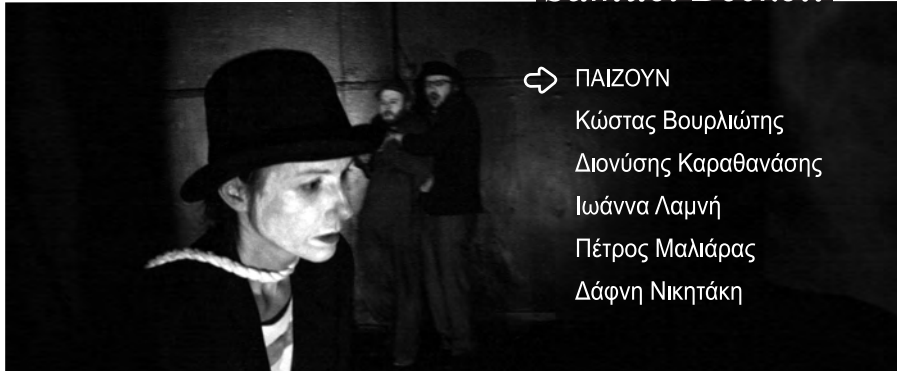 ΠΑΙΖΟΥΝ
Κώστας Βουρλιώτης
Διονύσης Καραθανάσης
Ιωάννα Λαμνή
Πέτρος Μαλιάρας
Δάφνη Νικητάκη